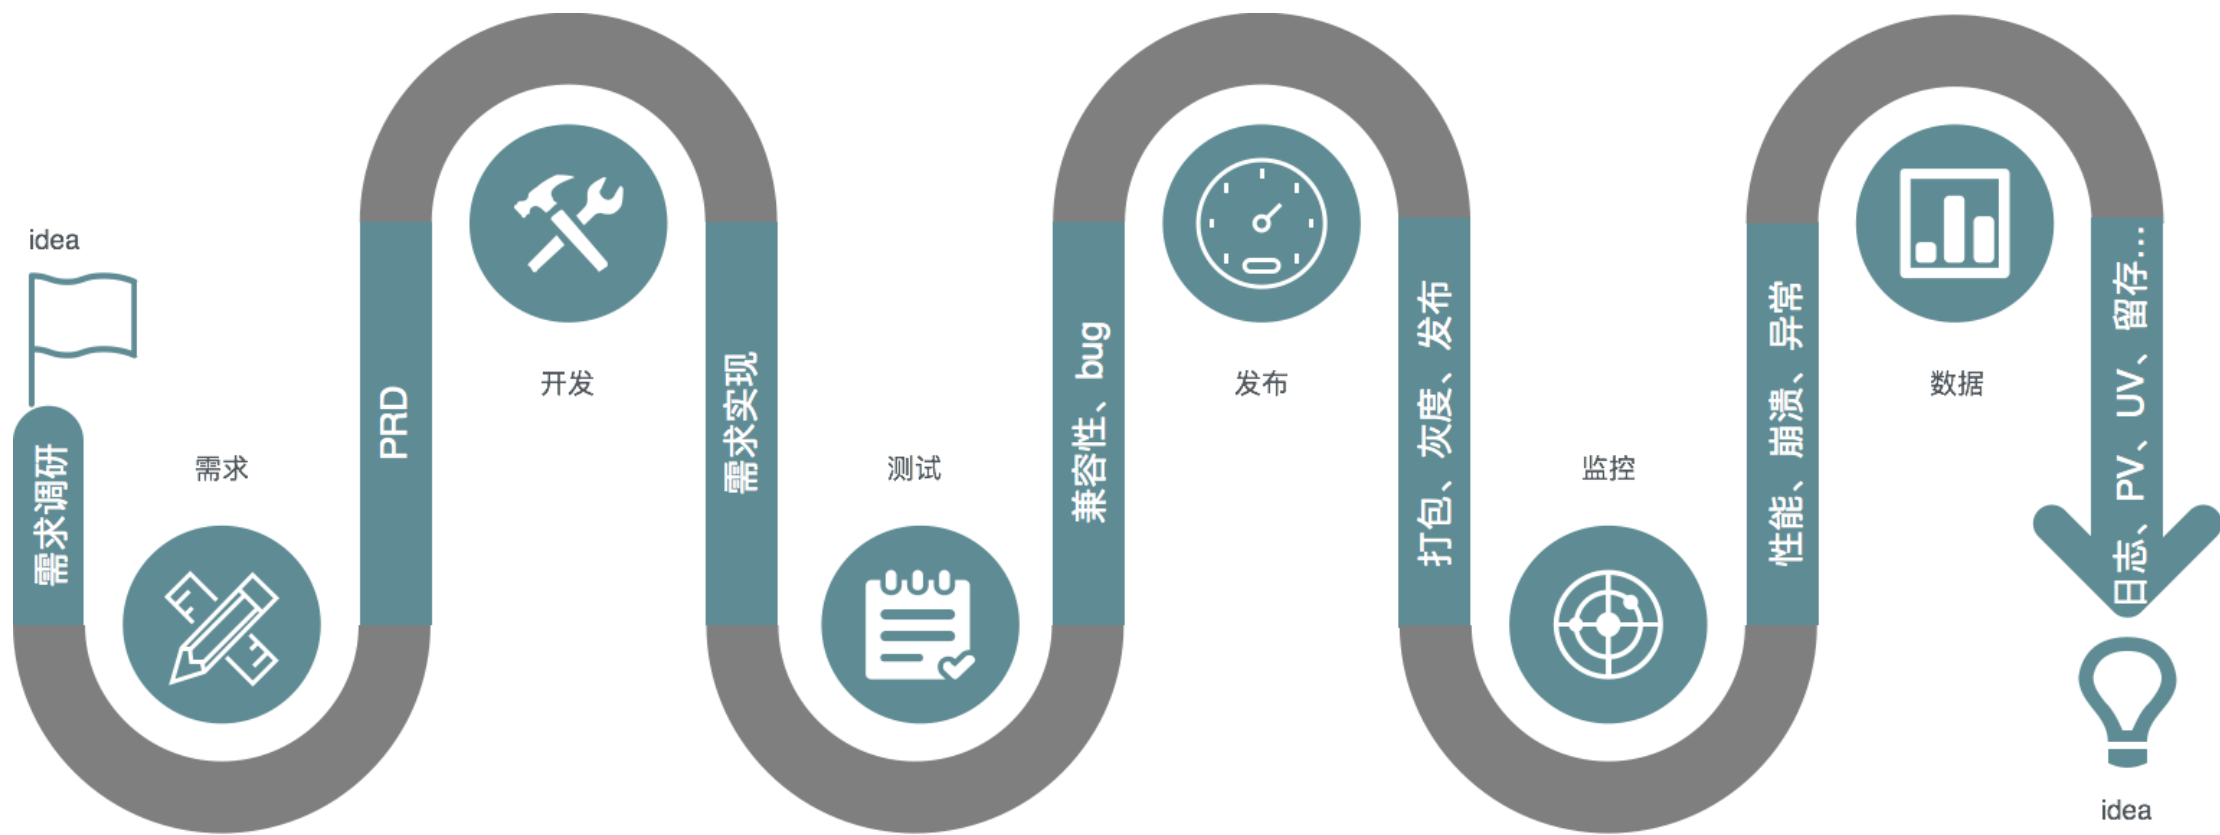 idea
需求调研
需求
PRD
开发
需求实现
测试
兼容性、bug
发布
打包、灰度、发布
监控
性能、崩溃、异常
数据
日志、PV、UV、留存...
idea